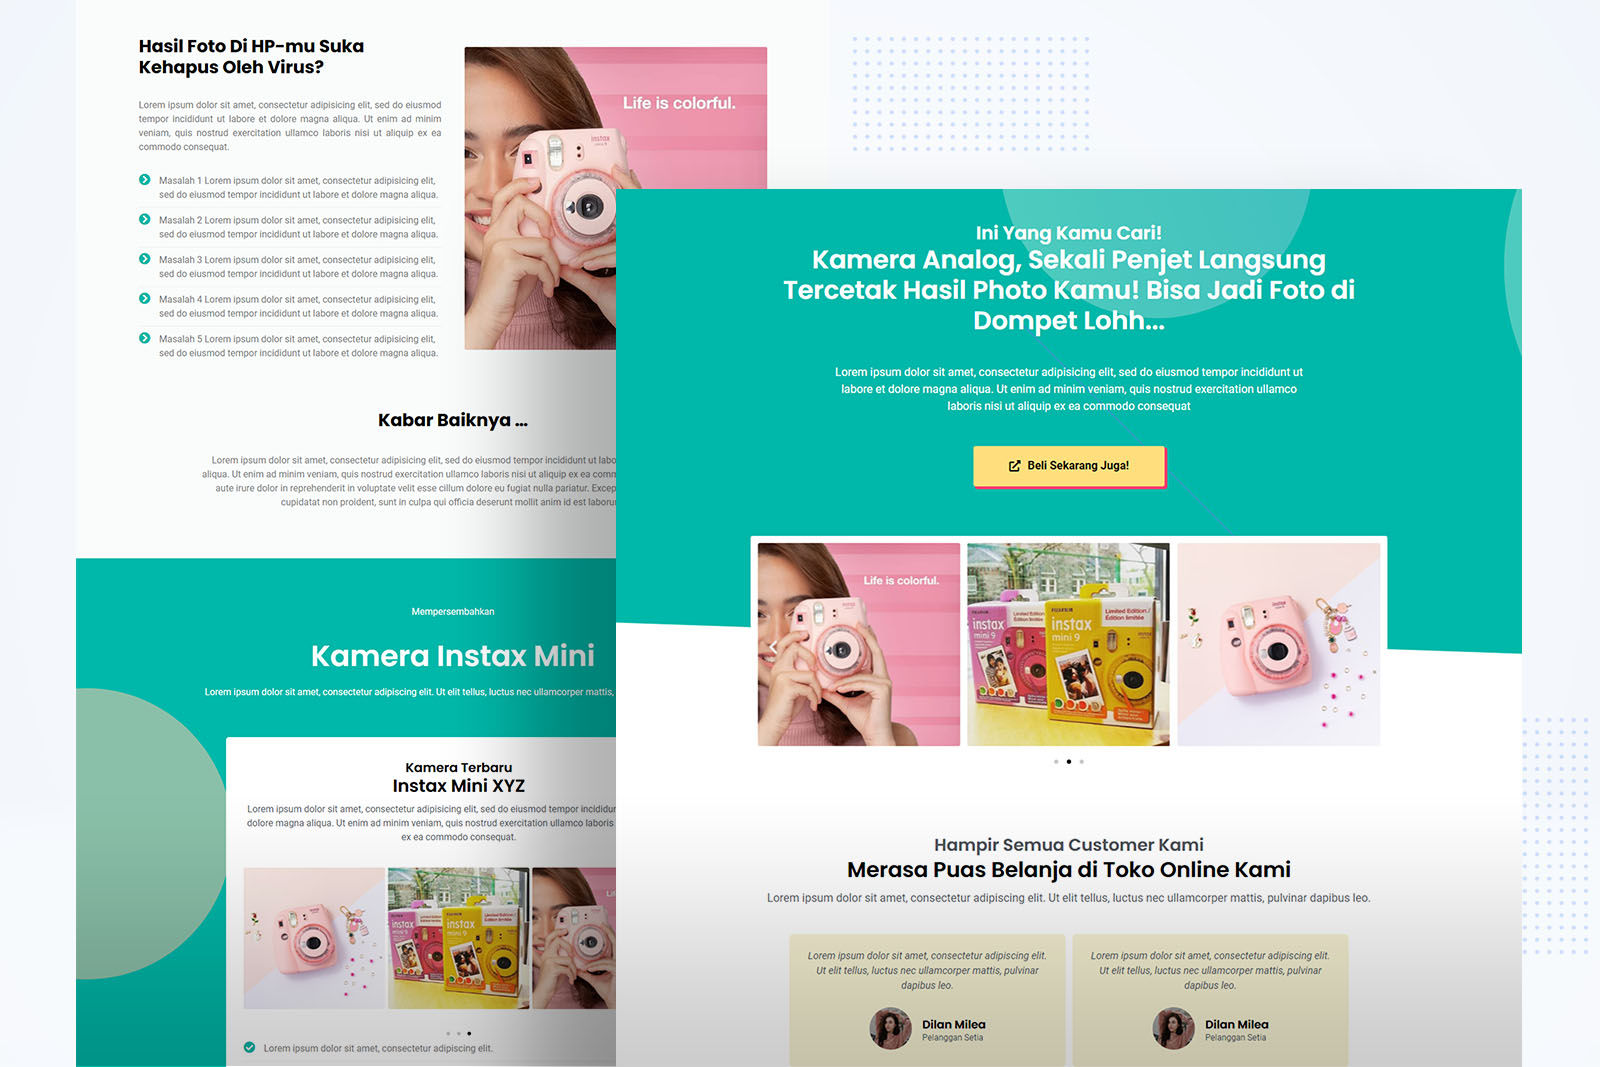 Hasil Foto Di HP-mu Suka
Kehapus Oleh Virus?
Lorem ipsum dolor sit amet, consectetur adipisicing elit, sed do eiusmod
tempor incididunt ut labore et dolore magna aliqua. Ut enim ad minim
veniam, quis nostrud exercitation ullamco laboris nisi ut aliquip ex ea
commodo consequat.
Masalah 1 Lorem ipsum dolor sit amet, consectetur adipisicing elit,
sed do eiusmod tempor incididunt ut labore et dolore magna aliqua.
Masalah 2 Lorem ipsum dolor sit amet, consectetur adipisicing elit,
sed do eiusmod tempor incididunt ut labore et dolore magna aliqua.
Masalah 3 Lorem ipsum dolor sit amet, consectetur adipisicing elit,
sed do eiusmod tempor incididunt ut labore et dolore magna aliqua.
Masalah 4 Lorem ipsum dolor sit amet, consectetur adipisicing elit,
sed do eiusmod tempor incididunt ut labore et dolore magna aliqua.
Masalah 5 Lorem ipsum dolor sit amet, consectetur adipisicing elit,
sed do eiusmod tempor incididunt ut labore et dolore magna aliqua.
Life is colorful.
instax
Kabar Baiknya ...
Lorem ipsum dolor sit amet, consectetur adipisicing elit, sed do eiusmod tempor incididunt ut labo
aliqua. Ut enim ad minim veniam, quis nostrud exercitation ullamco laboris nisi ut aliquip ex ea comm
aute irure dolor in reprehenderit in voluptate velit esse cillum dolore eu fugiat nulla pariatur. Excep
cupidatat non proident, sunt in culpa qui officia deserunt mollit anim id est laborum
Mempersembahkan
Kamera Instax Mini
Lorem ipsum dolor sit amet, consectetur adipiscing elit. Ut elit tellus, luctus nec ullamcorper mattis,
Kamera Terbaru
Instax Mini XYZ
Lorem ipsum dolor sit amet, consectetur adipisicing elit, sed do eiusmod tempor incididun
dolore magna aliqua. Ut enim ad minim veniam, quis nostrud exercitation ullamco laboris
ex ea commodo consequat.
instax
mini 9
instax
mini 9
Limited Edition
Lorem ipsum dolor sit amet, consectetur adipiscing elit.
Ini Yang Kamu Cari!
Kamera Analog, Sekali Penjet Langsung
Tercetak Hasil Photo Kamu! Bisa Jadi Foto di
Dompet Lohh...
Lorem ipsum dolor sit amet, consectetur adipisicing elit, sed do eiusmod tempor incididunt ut
labore et dolore magna aliqua. Ut enim ad minim veniam, quis nostrud exercitation ullamco
laboris nisi ut aliquip ex ea commodo consequat
Beli Sekarang Juga!
Life is colorful.
FUJIFILM
instax
mini 9
Limited Edition /
Édition limitée
instax
mini 9
Hampir Semua Customer Kami
Merasa Puas Belanja di Toko Online Kami
Lorem ipsum dolor sit amet, consectetur adipiscing elit. Ut elit tellus, luctus nec ullamcorper mattis, pulvinar dapibus leo.
Lorem ipsum dolor sit amet, consectetur adipiscing elit.
Ut elit tellus, luctus nec ullamcorper mattis, pulvinar
dapibus leo.
Dilan Milea
Pelanggan Setia
Lorem ipsum dolor sit amet, consectetur adipiscing elit.
Ut elit tellus, luctus nec ullamcorper mattis, pulvinar
dapibus leo.
Dilan Milea
Pelanggan Setia